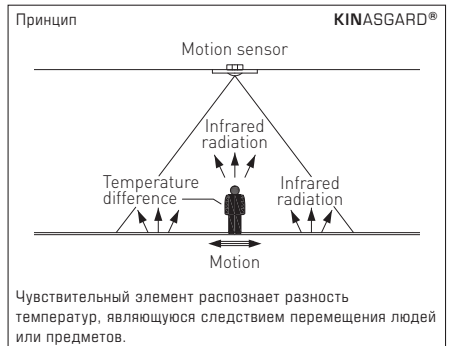 Принцип KINASGARD®
Motion sensor
Infrared
radiation
Temperature
difference
Infrared
radiation
Motion
Чувствительный элемент распознает разность
температур, являющуюся следствием перемещения людей
или предметов.